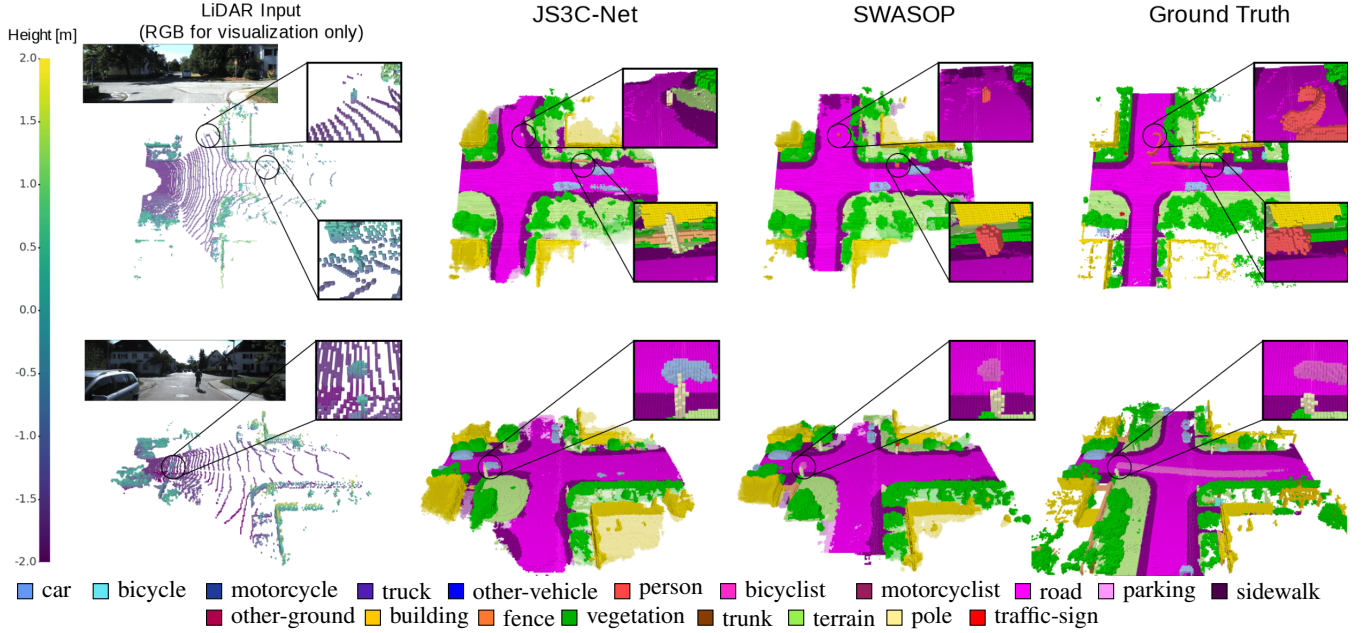 LiDAR Input
(RGB for visualization only)
JS3C-Net
SWASOP
Ground Truth
Height [m]
2.0
1.5
1.0
0.5
0.0
-0.5
-1.0
-1.5
-2.0
car bicycle motorcycle truck other-vehicle person bicyclist motorcyclist road parking sidewalk
other-ground building fence vegetation trunk terrain pole traffic-sign